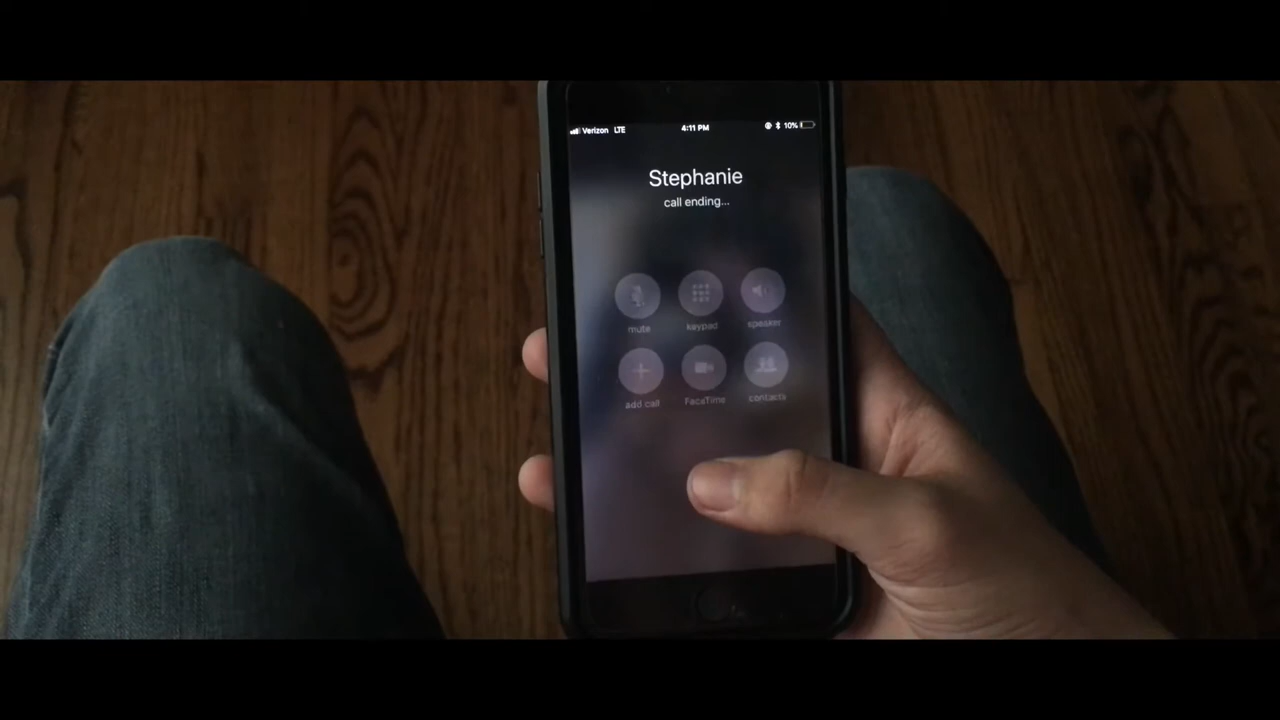 Verizon LTE 4:11 PM 10%
Stephanie
call ending...
mute keypad speaker
add call FaceTime contacts